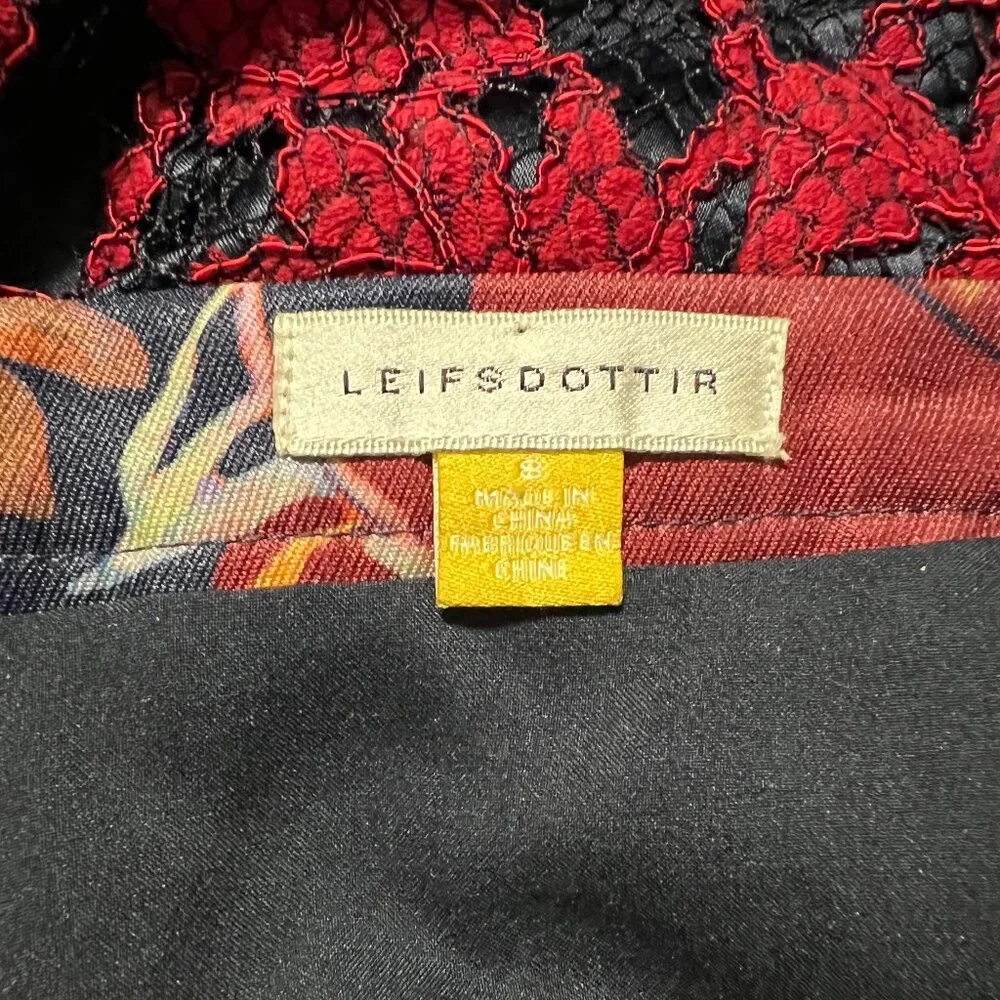 LEIFSDOTTIR
8
MADE IN
CHINA
FABRIQUE EN
CHINE